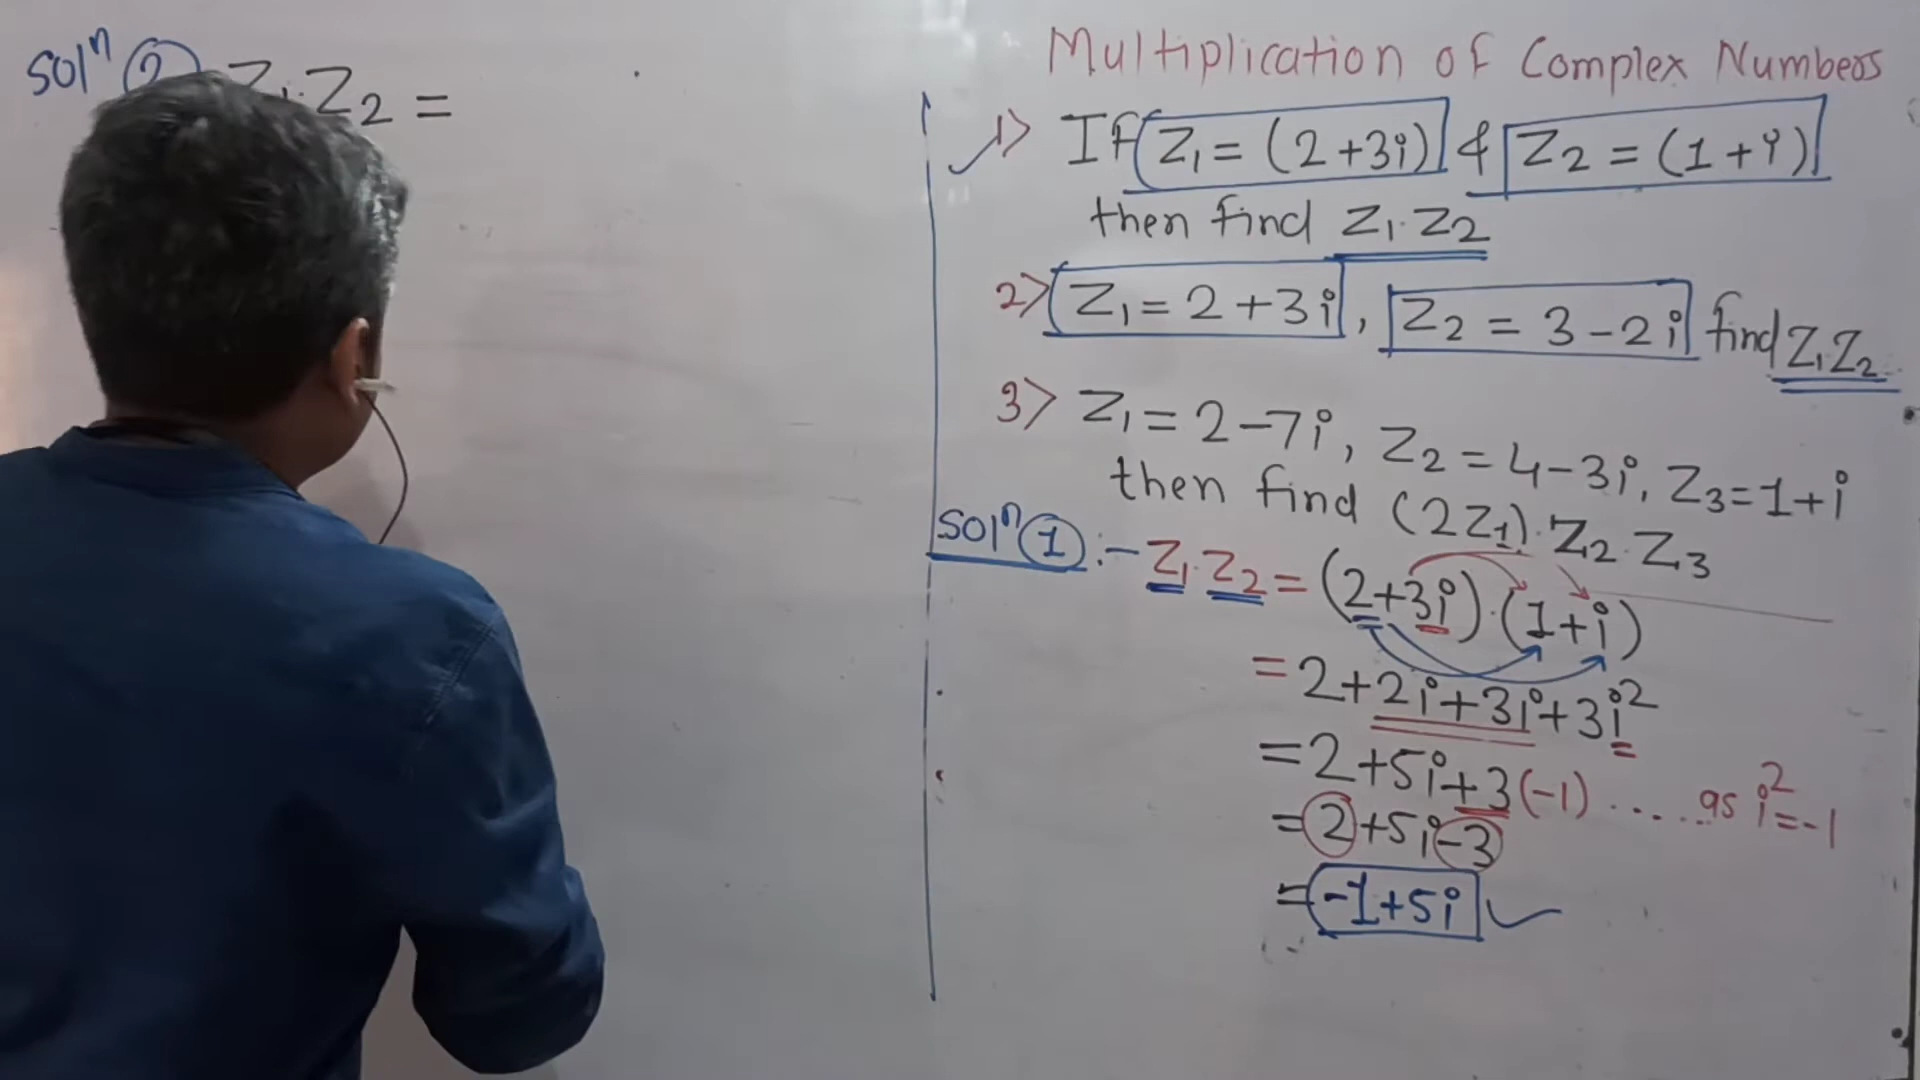 Solⁿ ② Z₁·Z₂ =
Multiplication of Complex Numbers
1> If Z₁ = (2+3i) & Z₂ = (1+i)
then find Z₁·Z₂
2> Z₁ = 2+3i, Z₂ = 3-2i find Z₁·Z₂
3> Z₁ = 2-7i, Z₂ = 4-3i, Z₃=1+i
then find (2Z₁)·Z₂·Z₃
Solⁿ ① :- Z₁·Z₂ = (2+3i)·(1+i)
= 2+2i+3i+3i²
= 2+5i+3(-1) ..... as i²=-1
= 2+5i-3
= -1+5i